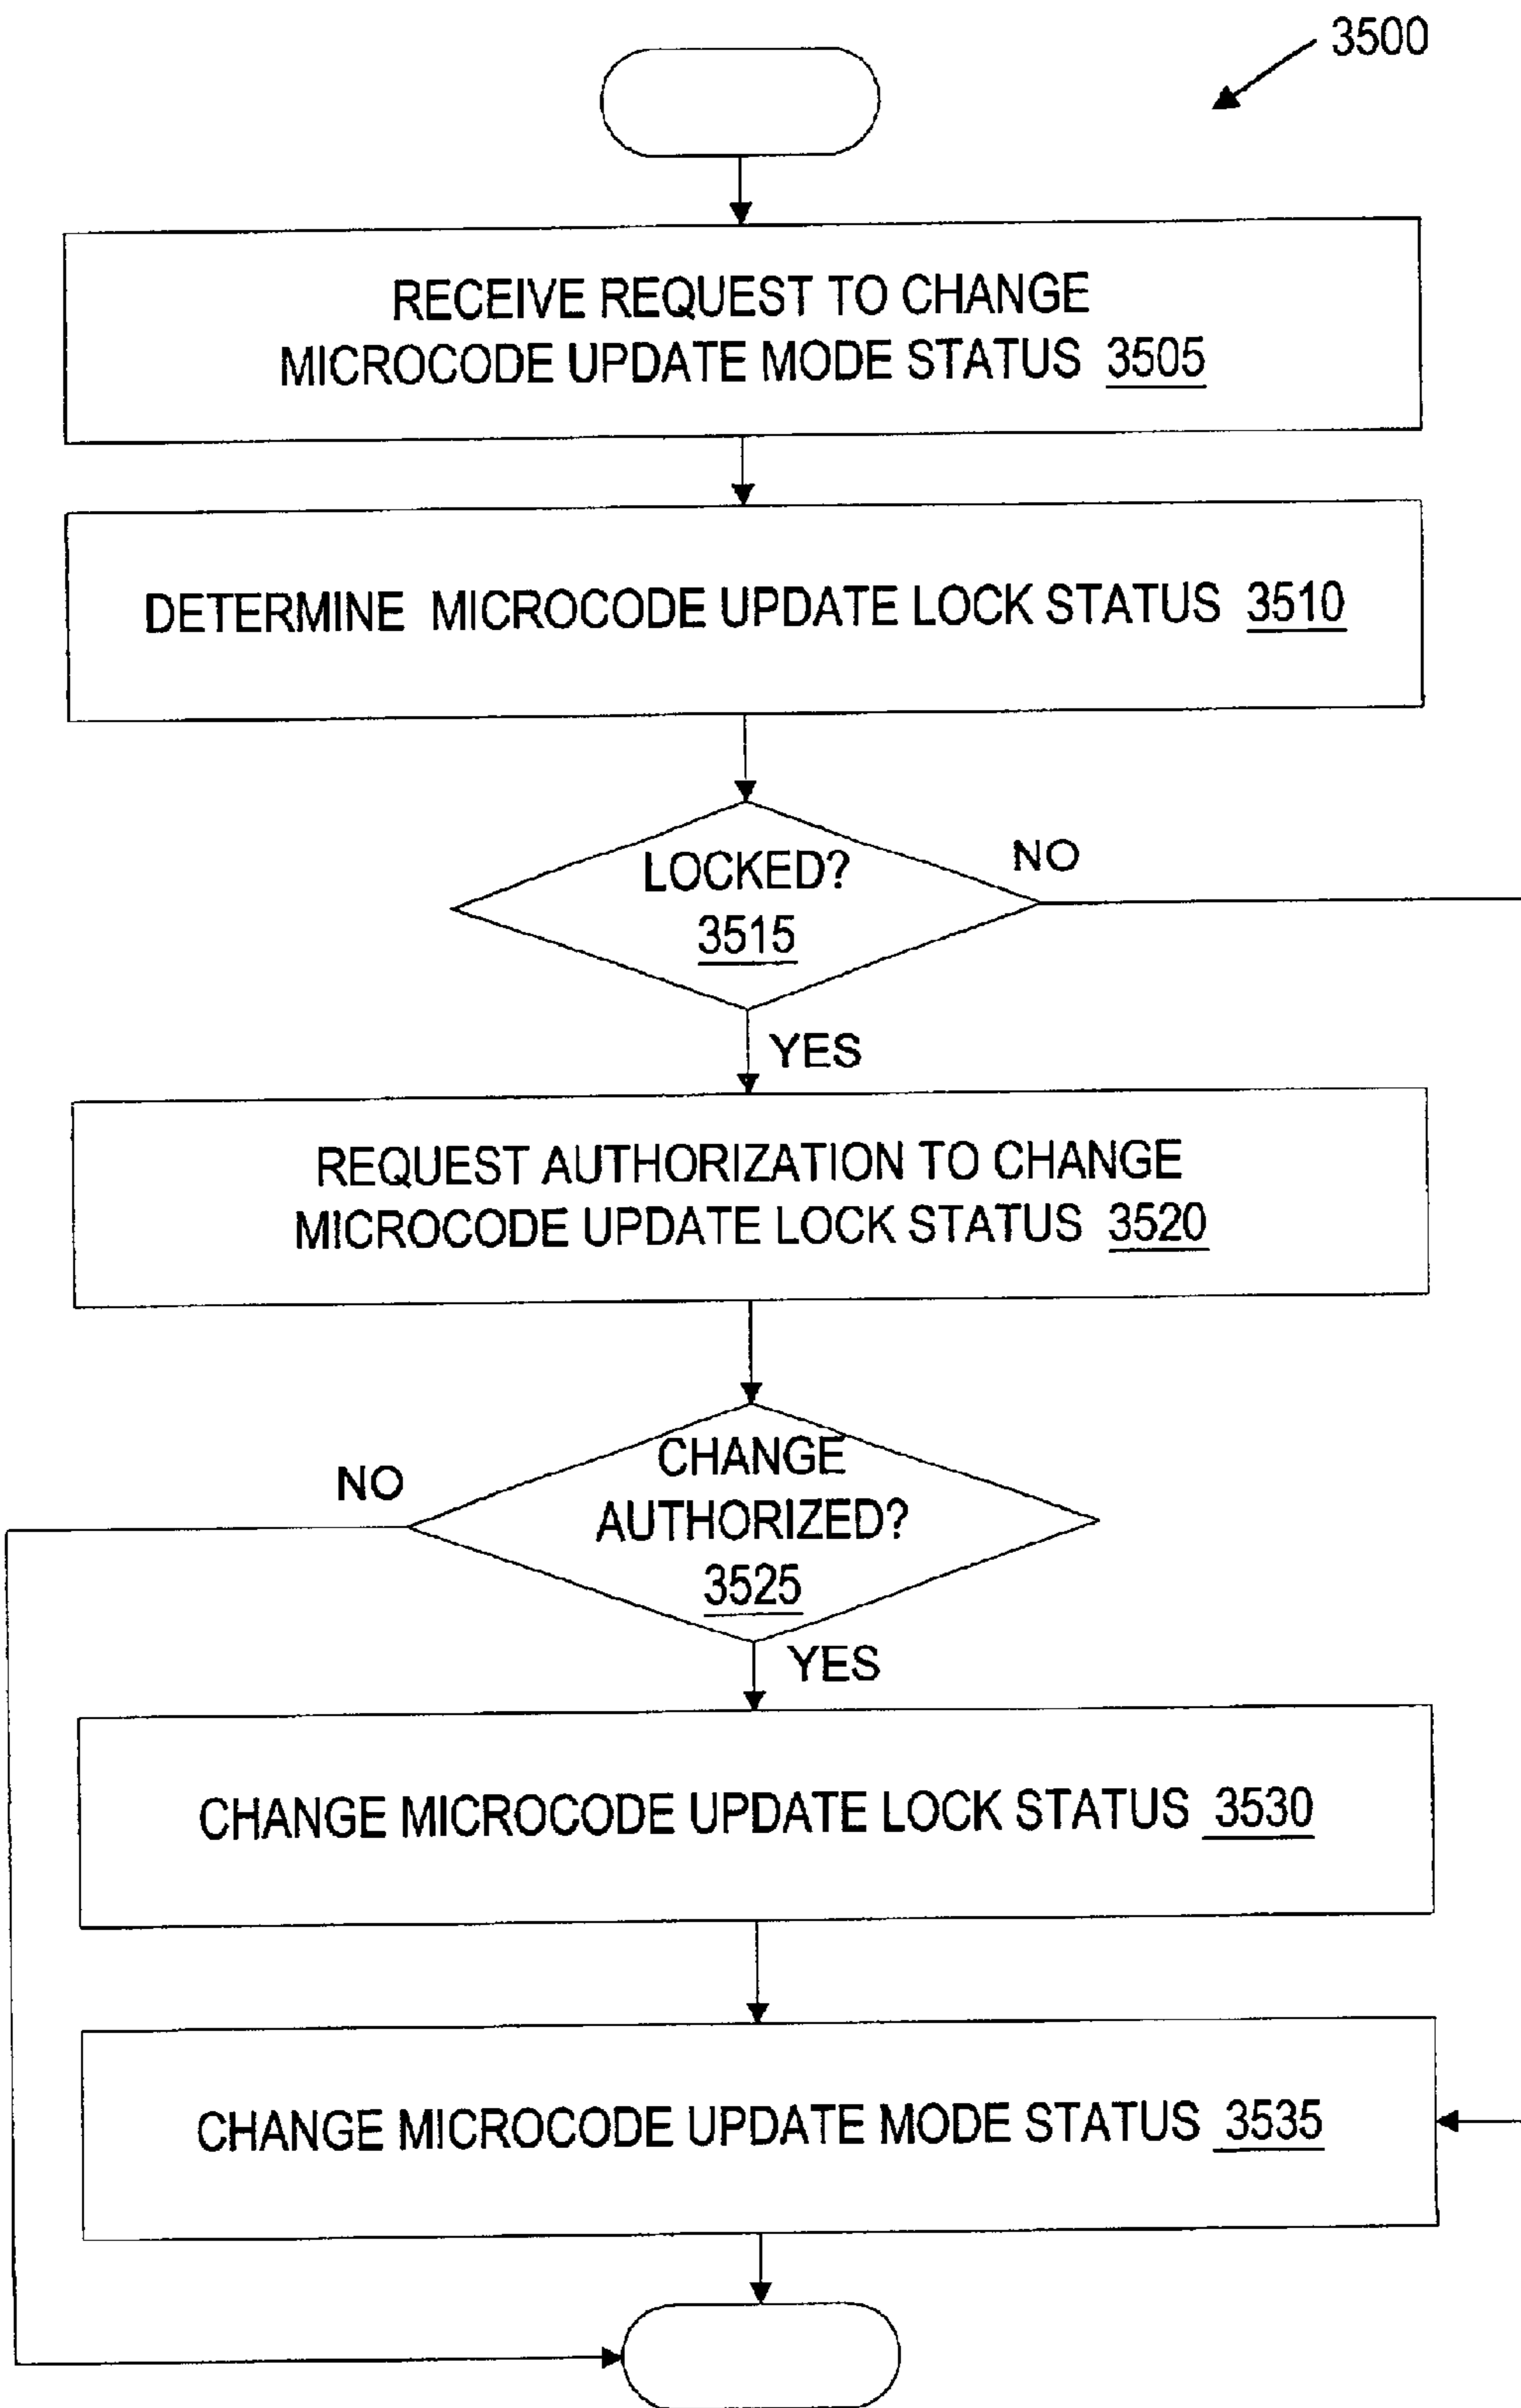 3500
RECEIVE REQUEST TO CHANGE
MICROCODE UPDATE MODE STATUS 3505
DETERMINE MICROCODE UPDATE LOCK STATUS 3510
LOCKED?
3515
NO
YES
REQUEST AUTHORIZATION TO CHANGE
MICROCODE UPDATE LOCK STATUS 3520
NO
CHANGE
AUTHORIZED?
3525
YES
CHANGE MICROCODE UPDATE LOCK STATUS 3530
CHANGE MICROCODE UPDATE MODE STATUS 3535